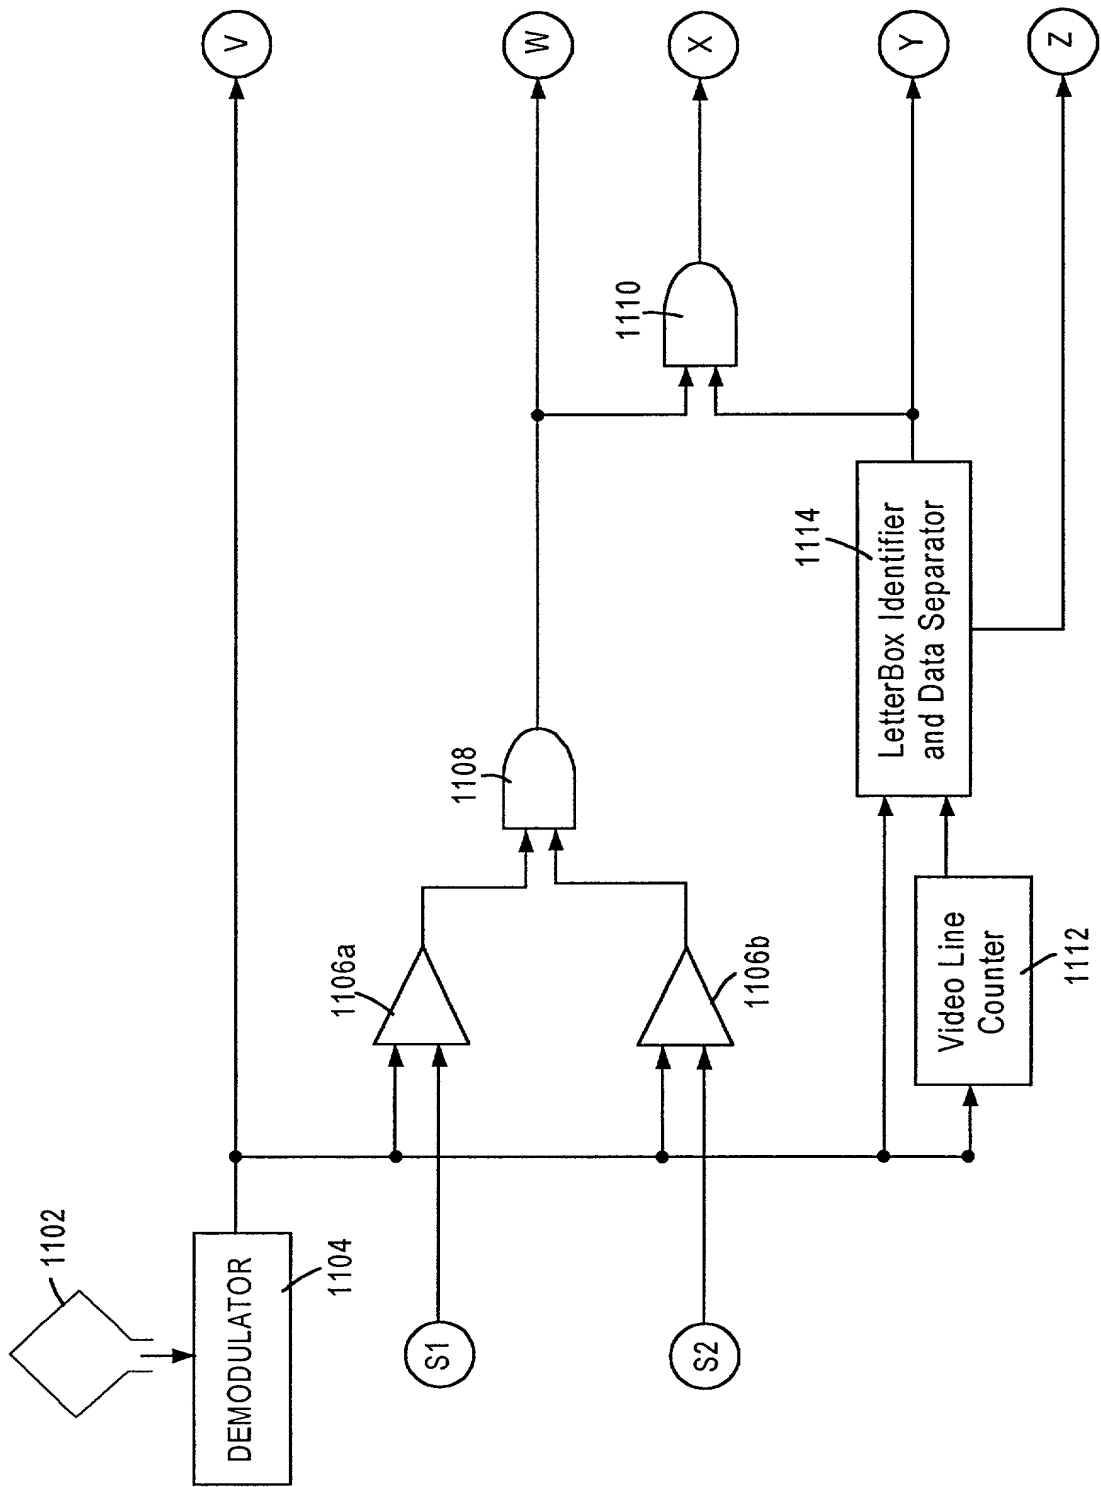 1102
DEMODULATOR
1104
V
S1
1106a
S2
1106b
1108
W
1110
X
Video Line
Counter
1112
LetterBox Identifier
and Data Separator
1114
Y
Z